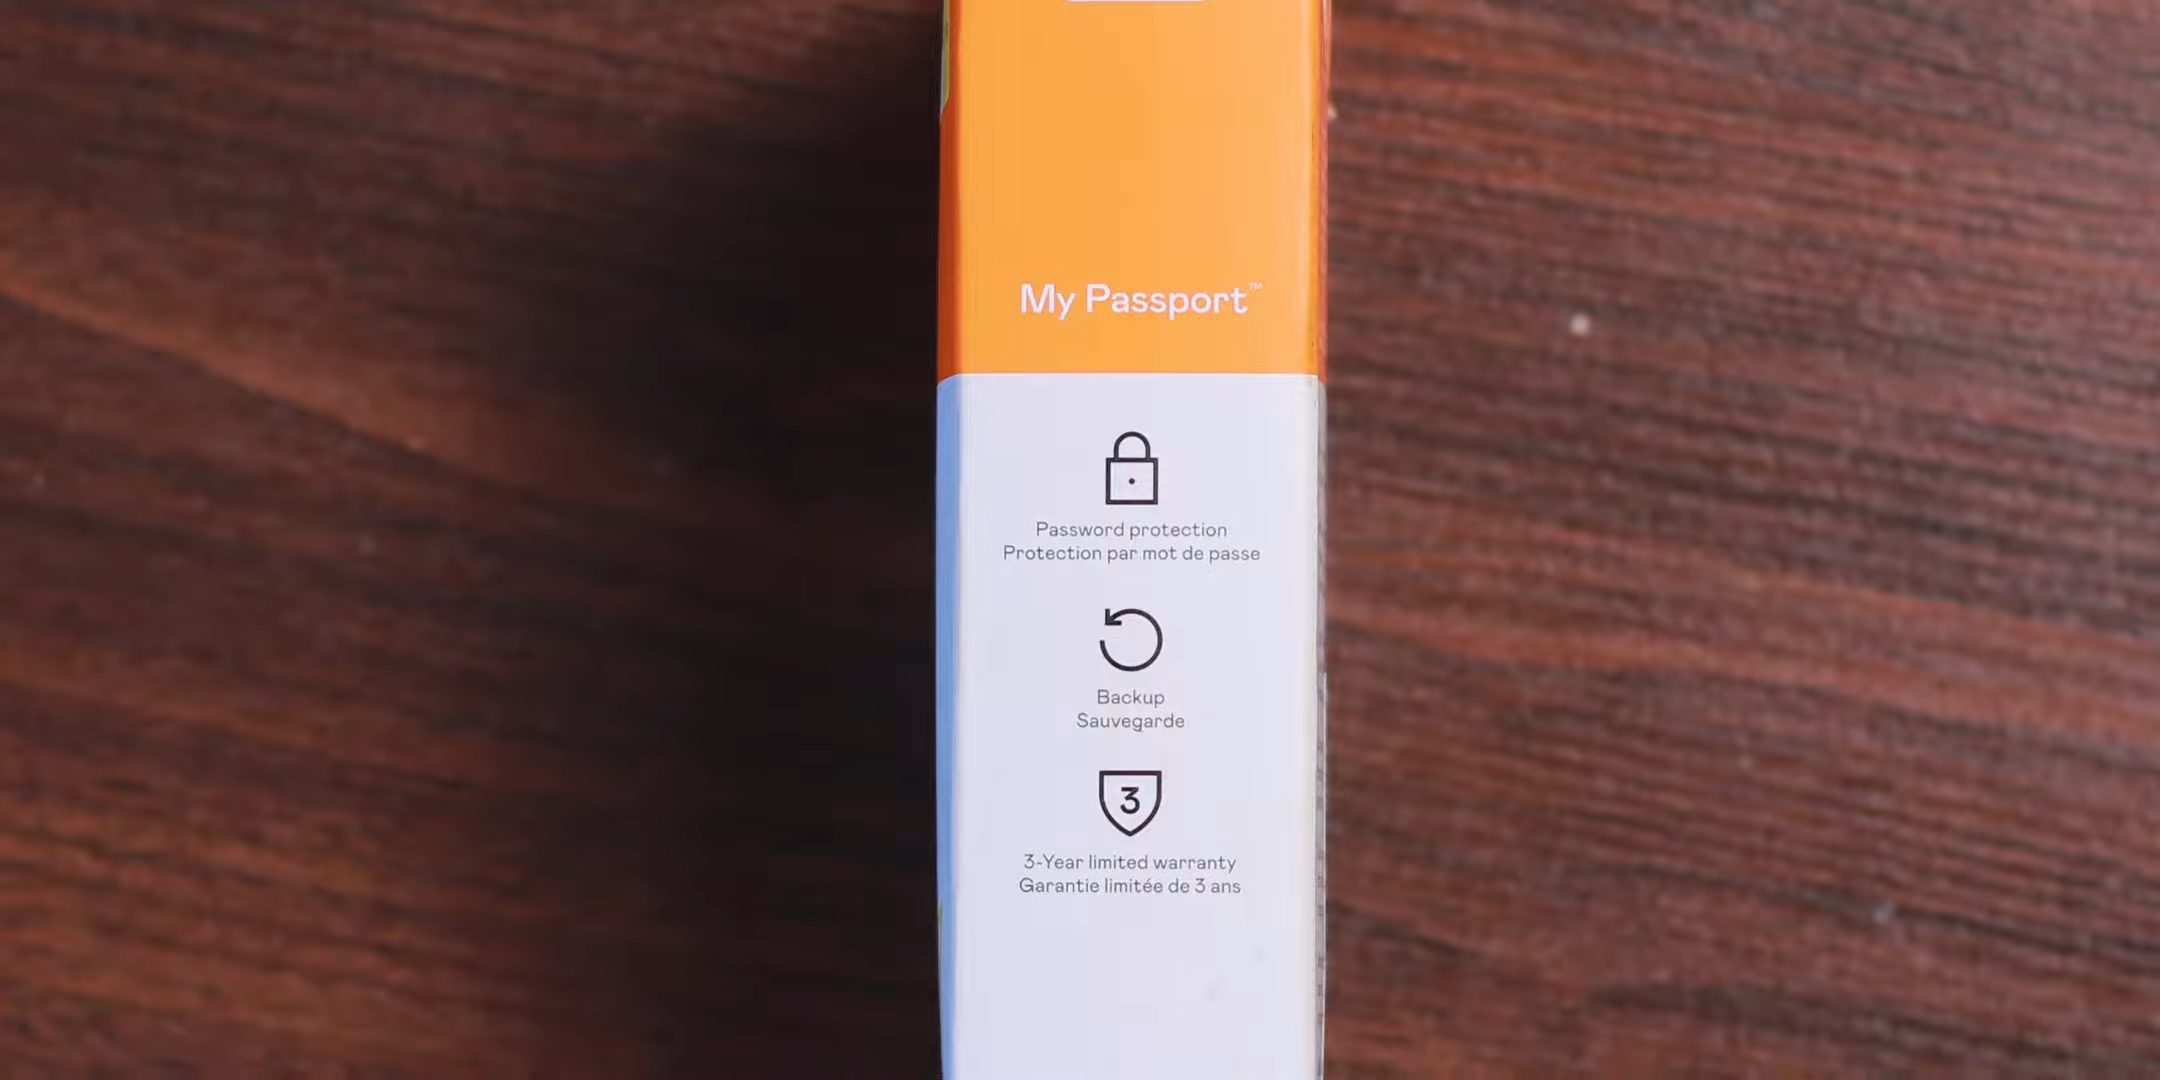 My Passport™
Password protection
Protection par mot de passe
Backup
Sauvegarde
3
3-Year limited warranty
Garantie limitée de 3 ans